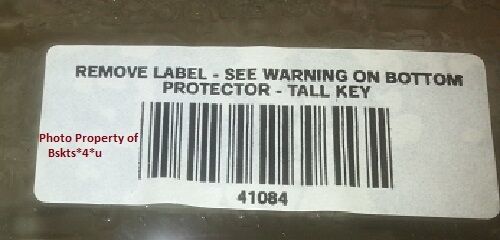 REMOVE LABEL - SEE WARNING ON BOTTOM
PROTECTOR - TALL KEY
Photo Property of
Bskts*4*u
41084